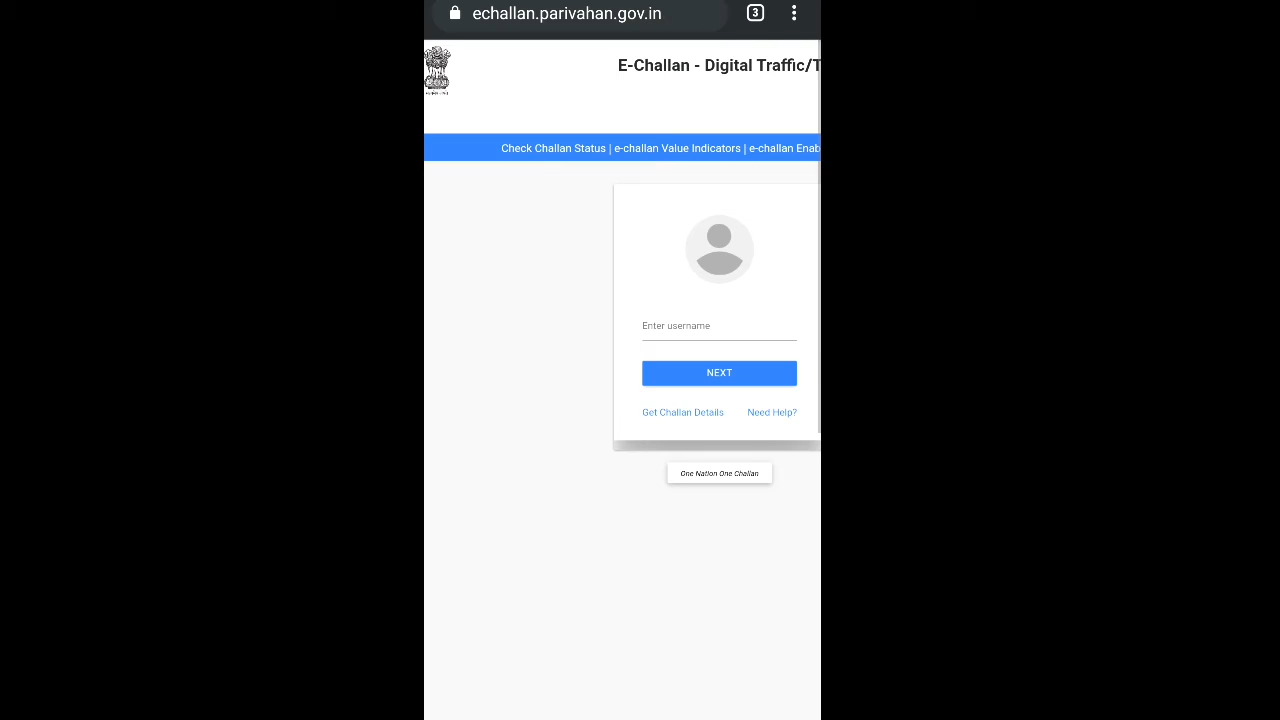 echallan.parivahan.gov.in
3
E-Challan - Digital Traffic/T
Check Challan Status | e-challan Value Indicators | e-challan Enab
Enter username
NEXT
Get Challan Details
Need Help?
One Nation One Challan